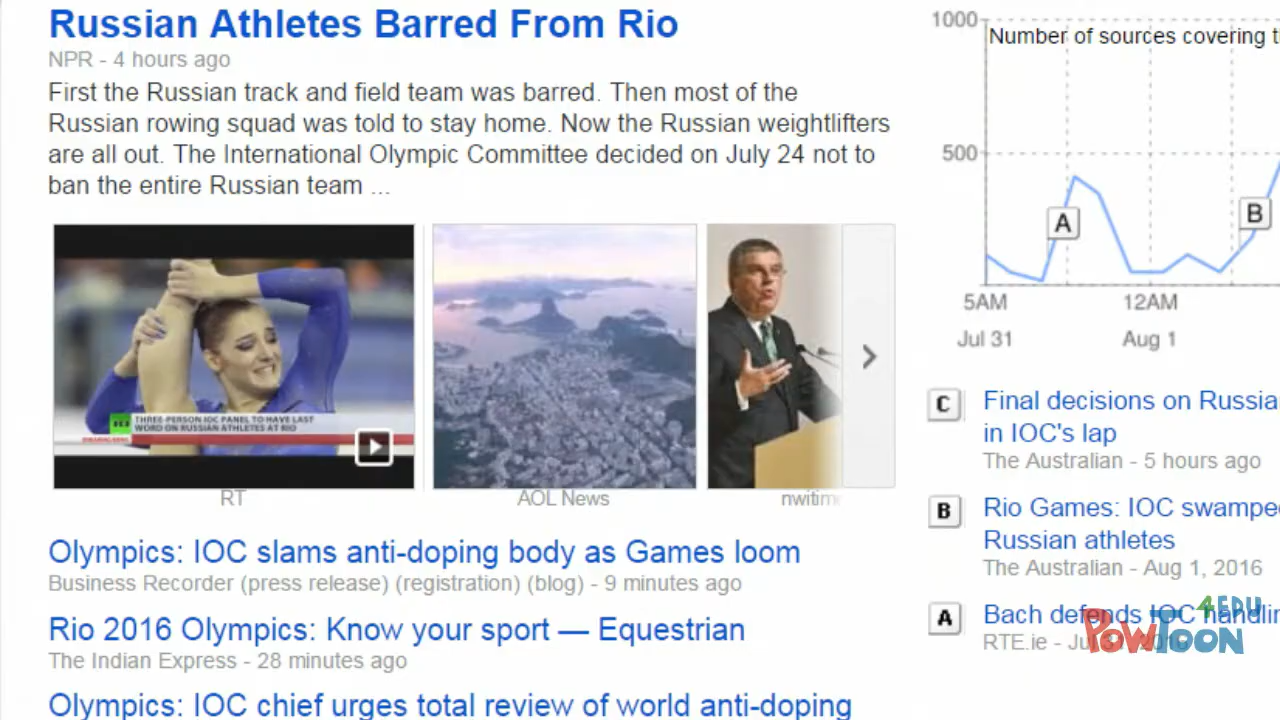 Russian Athletes Barred From Rio
NPR - 4 hours ago
First the Russian track and field team was barred. Then most of the
Russian rowing squad was told to stay home. Now the Russian weightlifters
are all out. The International Olympic Committee decided on July 24 not to
ban the entire Russian team ...
THREE-PERSON IOC PANEL TO HAVE LAST
WORD ON RUSSIAN ATHLETES AT RIO
RT
AOL News
nwitim
Olympics: IOC slams anti-doping body as Games loom
Business Recorder (press release) (registration) (blog) - 9 minutes ago
Rio 2016 Olympics: Know your sport — Equestrian
The Indian Express - 28 minutes ago
Olympics: IOC chief urges total review of world anti-doping
1000
Number of sources covering t
500
A
B
5AM
12AM
Jul 31
Aug 1
C
Final decisions on Russia
in IOC's lap
The Australian - 5 hours ago
B
Rio Games: IOC swampe
Russian athletes
The Australian - Aug 1, 2016
A
Bach defends IOC handlin
RTE.ie - Jul 31, 2016
4EDU
POWTOON